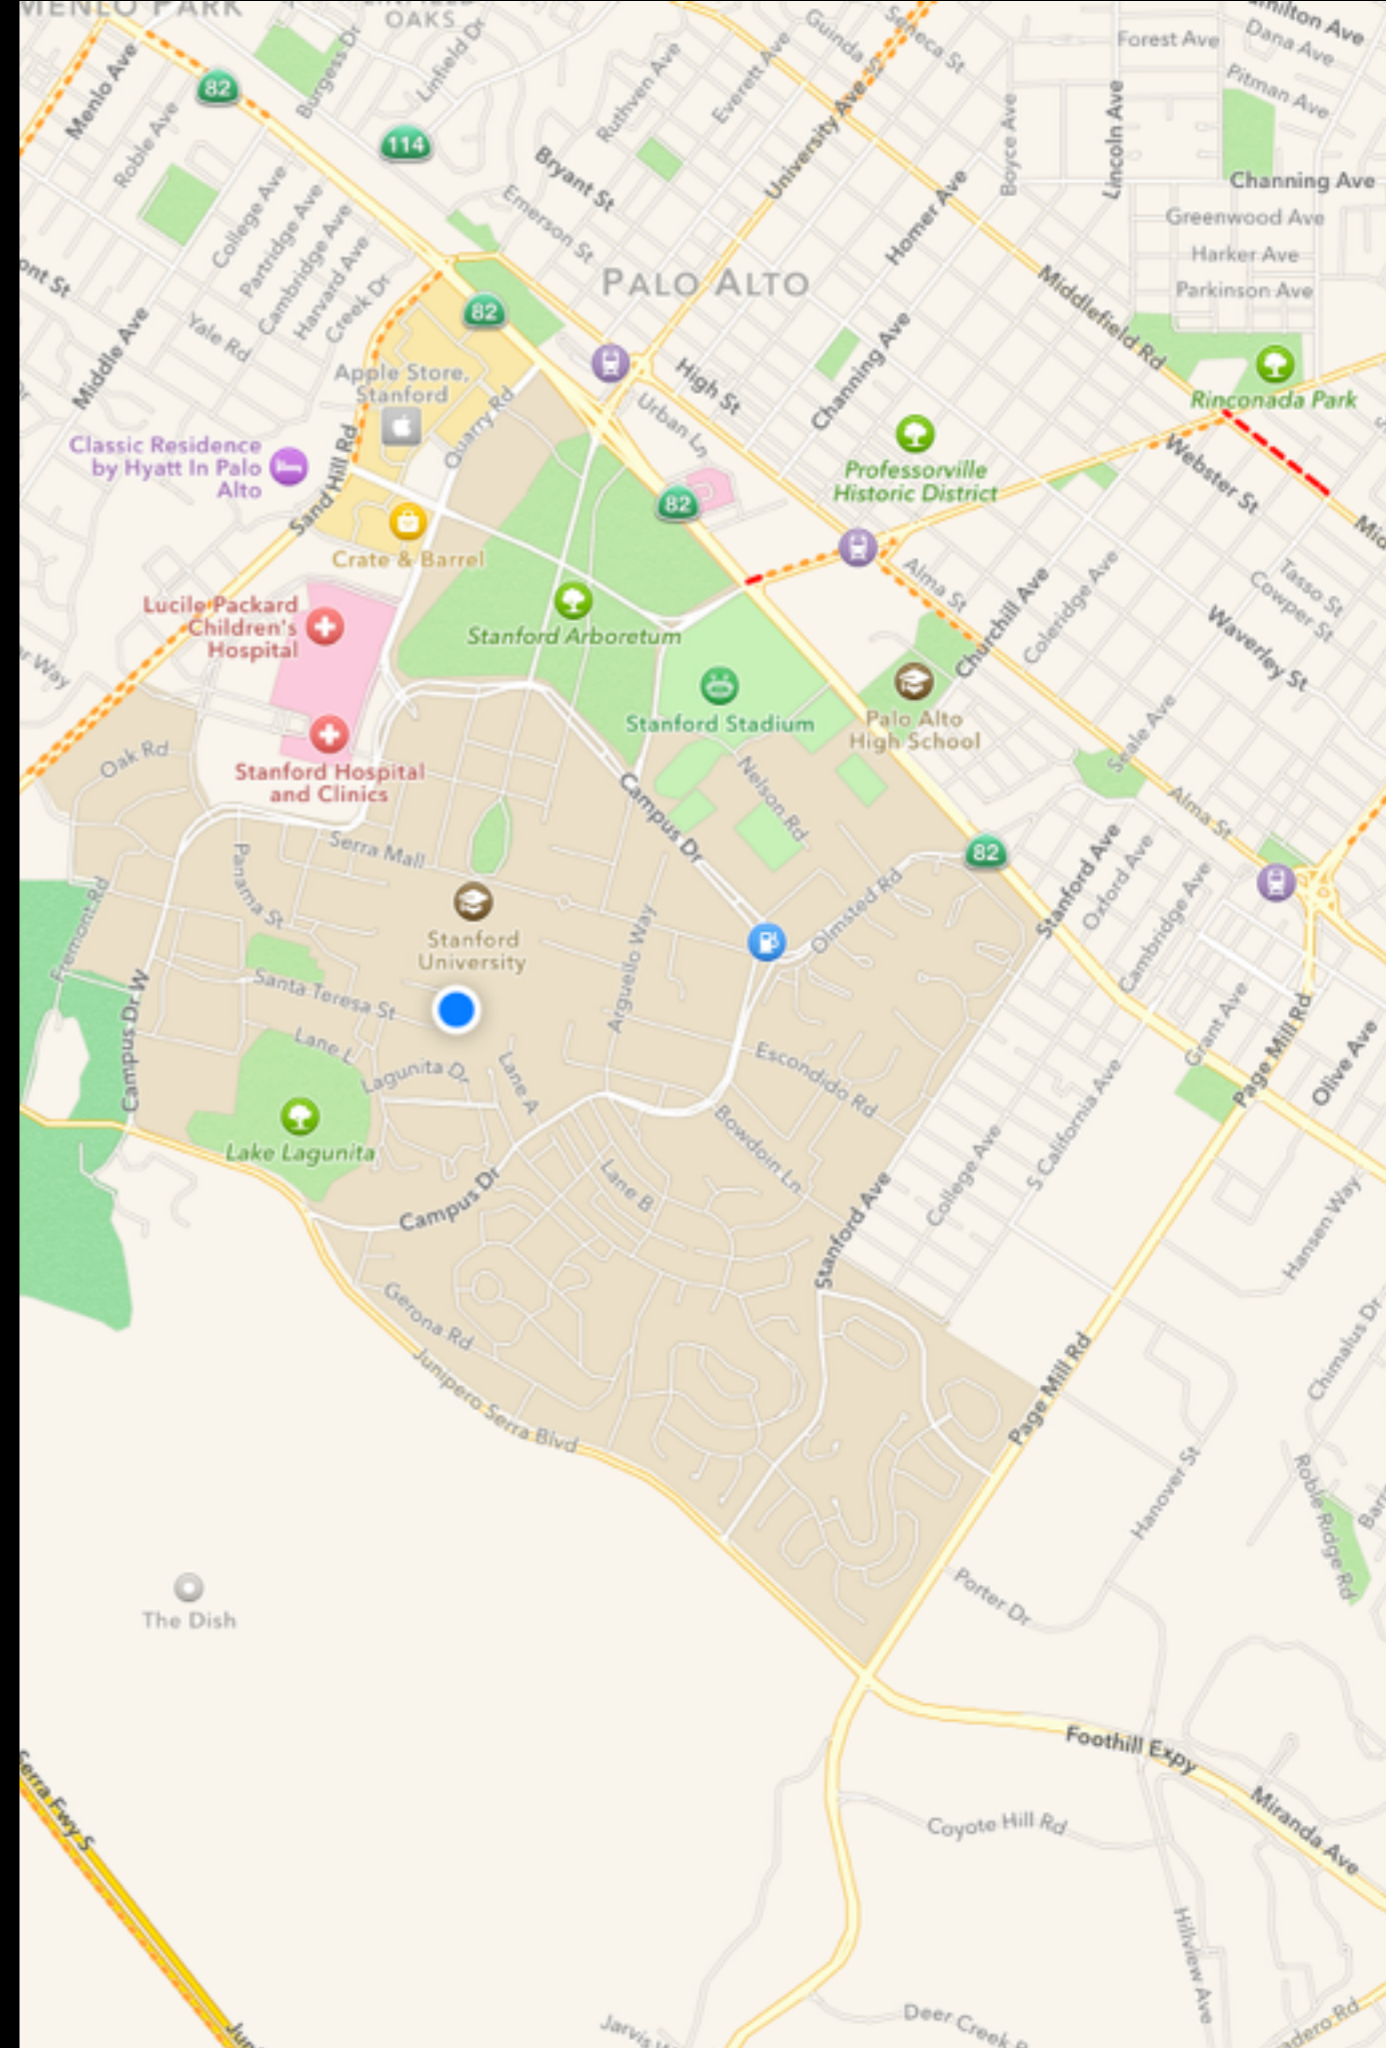 MENLO PARK
OAKS
Hamilton Ave
Forest Ave
Dana Ave
Guinda St
Seneca St
Pitman Ave
Menlo Ave
82
Burgess Dr
Linfield Dr
Ruthven Ave
Everett Ave
University Ave
Boyce Ave
Lincoln Ave
Roble Ave
114
Bryant St
Channing Ave
College Ave
Partridge Ave
Cambridge Ave
Harvard Ave
Creek Dr
Emerson St
Homer Ave
Greenwood Ave
Harker Ave
Parkinson Ave
PALO ALTO
82
Middlefield Rd
Yale Rd
Middle Ave
Apple Store,
Stanford
High St
Channing Ave
Urban Ln
Rinconada Park
Quarry Rd
Classic Residence
by Hyatt In Palo
Alto
Sand Hill Rd
Professorville
Historic District
Webster St
82
Crate & Barrel
Alma St
Churchill Ave
Coleridge Ave
Tasso St
Cowper St
Waverley St
Lucile Packard
Children's
Hospital
Stanford Arboretum
Stanford Stadium
Palo Alto
High School
Seale Ave
Oak Rd
Stanford Hospital
and Clinics
Campus Dr
Nelson Rd
Alma St
Serra Mall
82
Panama St
Stanford Ave
Oxford Ave
Cambridge Ave
Olmsted Rd
Fremont Rd
Stanford
University
Arguello Way
Santa Teresa St
Campus Dr W
Lane L
Lagunita Dr
Lane A
Escondido Rd
Grant Ave
Page Mill Rd
Olive Ave
S California Ave
Bowdoin Ln
Lake Lagunita
College Ave
Lane B
Campus Dr
Stanford Ave
Hansen Way
Gerona Rd
Chimalus Dr
Junipero Serra Blvd
Page Mill Rd
Hanover St
Roble Ridge Rd
The Dish
Porter Dr
Foothill Expy
Miranda Ave
Serra Fwy S
Coyote Hill Rd
Hillview Ave
Deer Creek R
Jarvis W
adero Rd